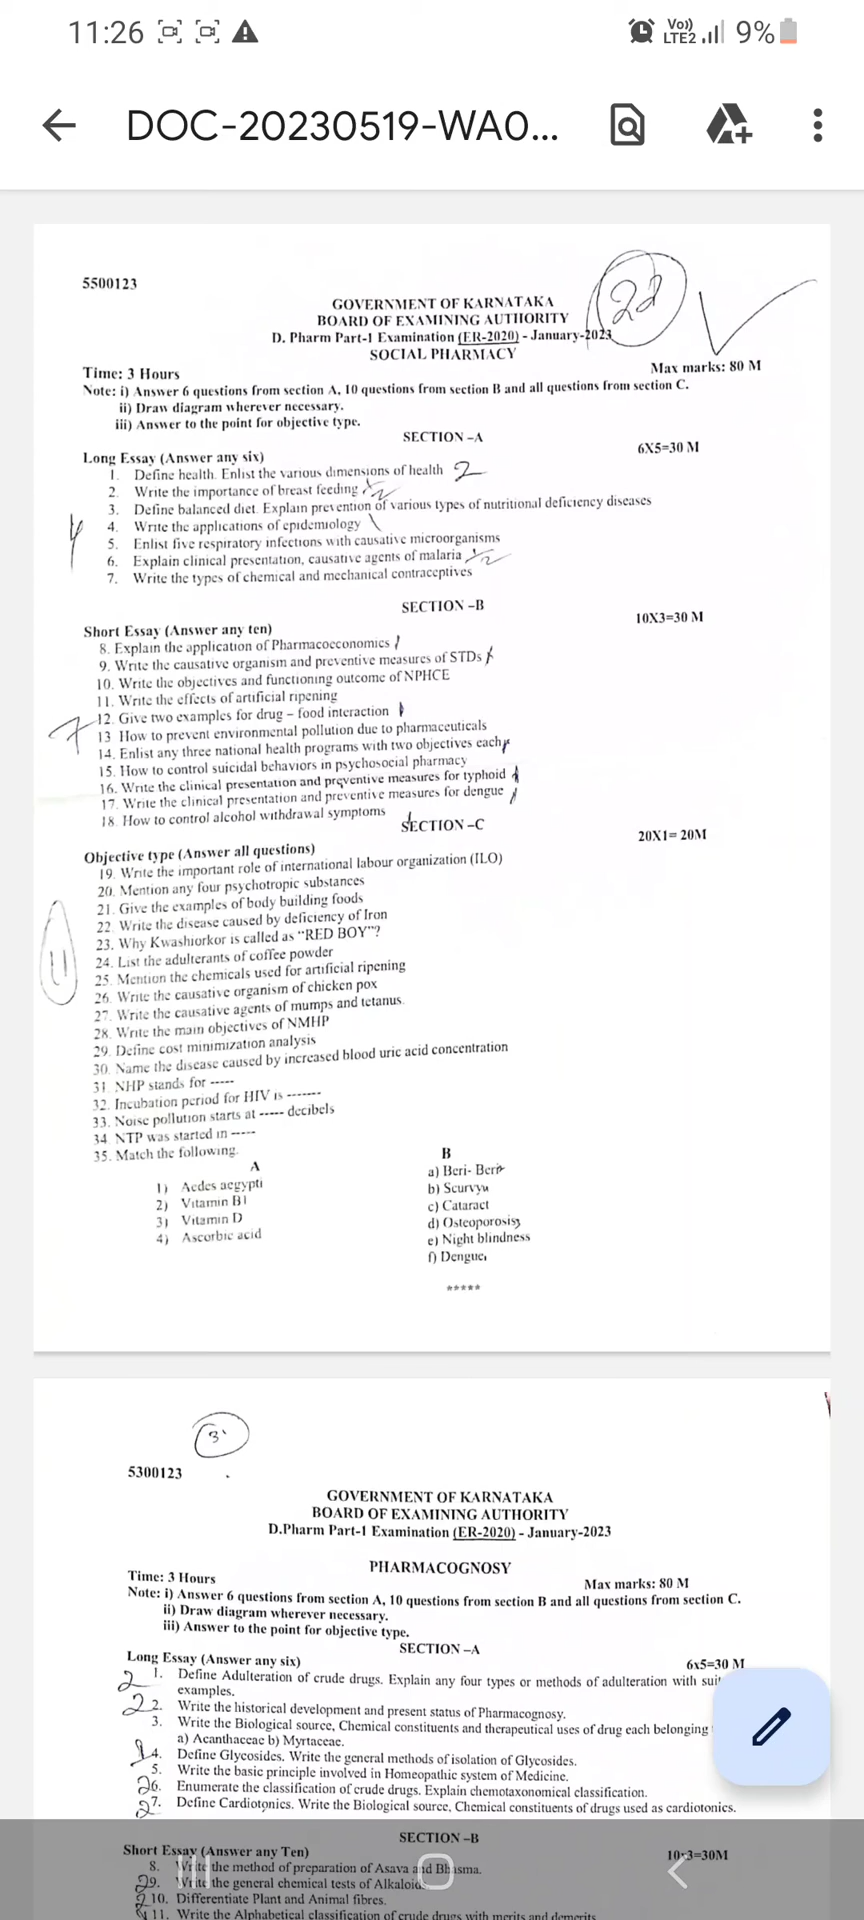 11:26
Vo)) LTE2 9%
DOC-20230519-WA0...
5500123
22
GOVERNMENT OF KARNATAKA
BOARD OF EXAMINING AUTHORITY
D. Pharm Part-1 Examination (ER-2020) - January-2023
SOCIAL PHARMACY
Time: 3 Hours Max marks: 80 M
Note: i) Answer 6 questions from section A, 10 questions from section B and all questions from section C.
ii) Draw diagram wherever necessary.
iii) Answer to the point for objective type.
SECTION –A
Long Essay (Answer any six) 6X5=30 M
1. Define health. Enlist the various dimensions of health 2
2. Write the importance of breast feeding
3. Define balanced diet. Explain prevention of various types of nutritional deficiency diseases
4. Write the applications of epidemiology
5. Enlist five respiratory infections with causative microorganisms
6. Explain clinical presentation, causative agents of malaria
7. Write the types of chemical and mechanical contraceptives
SECTION –B
Short Essay (Answer any ten) 10X3=30 M
8. Explain the application of Pharmacoeconomics
9. Write the causative organism and preventive measures of STDs
10. Write the objectives and functioning outcome of NPHCE
11. Write the effects of artificial ripening
7 12. Give two examples for drug – food interaction
13 How to prevent environmental pollution due to pharmaceuticals
14. Enlist any three national health programs with two objectives each
15. How to control suicidal behaviors in psychosocial pharmacy
16. Write the clinical presentation and preventive measures for typhoid
17. Write the clinical presentation and preventive measures for dengue
18. How to control alcohol withdrawal symptoms
SECTION –C
20X1= 20M
Objective type (Answer all questions)
19. Write the important role of international labour organization (ILO)
20. Mention any four psychotropic substances
21. Give the examples of body building foods
22. Write the disease caused by deficiency of Iron
23. Why Kwashiorkor is called as "RED BOY"?
24. List the adulterants of coffee powder
11
25. Mention the chemicals used for artificial ripening
26. Write the causative organism of chicken pox
27. Write the causative agents of mumps and tetanus.
28. Write the main objectives of NMHP
29. Define cost minimization analysis
30. Name the disease caused by increased blood uric acid concentration
31. NHP stands for -----
32. Incubation period for HIV is -------
33. Noise pollution starts at ----- decibels
34. NTP was started in -----
35. Match the following.
A B
1) Aedes aegypti a) Beri- Beri
2) Vitamin B1 b) Scurvyu
3) Vitamin D c) Cataract
4) Ascorbic acid d) Osteoporosis
e) Night blindness
f) Dengue
*****
3
5300123
GOVERNMENT OF KARNATAKA
BOARD OF EXAMINING AUTHORITY
D.Pharm Part-1 Examination (ER-2020) - January-2023
PHARMACOGNOSY
Time: 3 Hours Max marks: 80 M
Note: i) Answer 6 questions from section A, 10 questions from section B and all questions from section C.
ii) Draw diagram wherever necessary.
iii) Answer to the point for objective type.
SECTION –A
Long Essay (Answer any six) 6x5=30 M
2 1. Define Adulteration of crude drugs. Explain any four types or methods of adulteration with
examples.
2 2. Write the historical development and present status of Pharmacognosy.
3. Write the Biological source, Chemical constituents and therapeutical uses of drug each belonging
a) Acanthaceae b) Myrtaceae.
4. Define Glycosides. Write the general methods of isolation of Glycosides.
5. Write the basic principle involved in Homeopathic system of Medicine.
2 6. Enumerate the classification of crude drugs. Explain chemotaxonomical classification.
2 7. Define Cardiotonics. Write the Biological source, Chemical constituents of drugs used as cardiotonics.
SECTION –B
Short Essay (Answer any Ten) 10x3=30M
8. Write the method of preparation of Asava and Bhasma.
2 9. Write the general chemical tests of Alkaloids
2 10. Differentiate Plant and Animal fibres.
11. Write the Alphabetical classification of crude drugs with merits and demerits